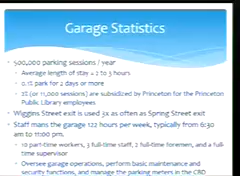 Garage Statistics
500,000 parking sessions / year
Average length of stay = 2 to 3 hours
0.1% park for 2 days or more
2% (or 11,000 sessions) are subsidized by Princeton for Princeton
Public Library employees
Wiggins Street exit is used 3x as often as Spring Street exit
Staff mans the garage 122 hours per week, typically from 6:30
am to 11:00 pm.
10 part-time workers, 3 full-time staff, 2 full-time foremen, and a full-
time supervisor
Oversee garage operations, perform basic maintenance and
security functions, and manage the parking meters in the CBD